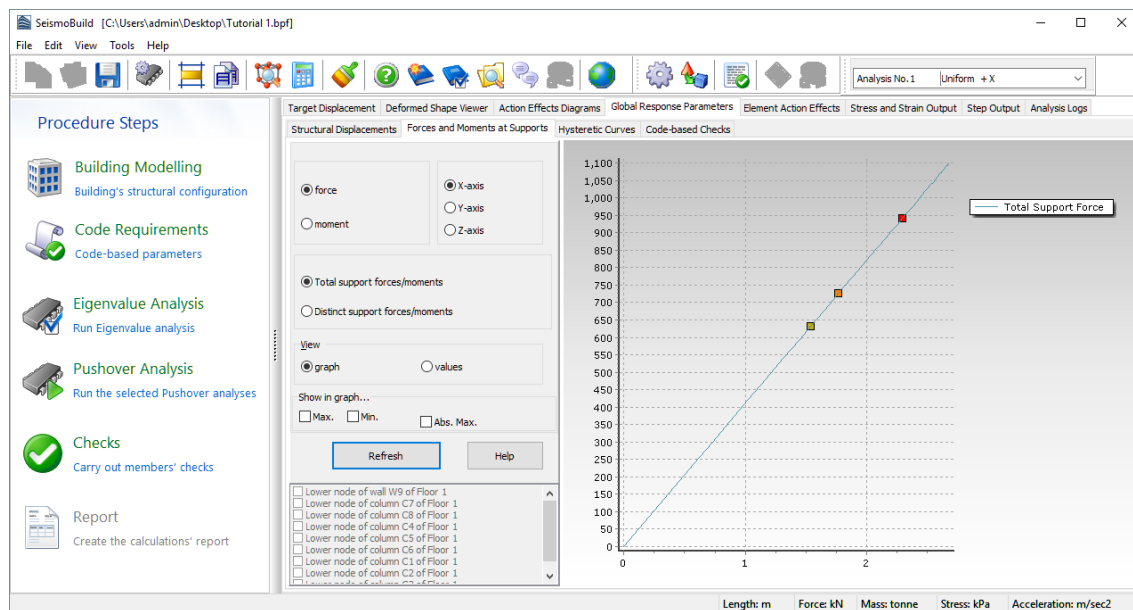 SeismoBuild [C:\Users\admin\Desktop\Tutorial 1.bpf]
File Edit View Tools Help
Analysis No.1 Uniform +X
Procedure Steps
Building Modelling
Building's structural configuration
Code Requirements
Code-based parameters
Eigenvalue Analysis
Run Eigenvalue analysis
Pushover Analysis
Run the selected Pushover analyses
Checks
Carry out members' checks
Report
Create the calculations' report
Target Displacement Deformed Shape Viewer Action Effects Diagrams Global Response Parameters Element Action Effects Stress and Strain Output Step Output Analysis Logs
Structural Displacements Forces and Moments at Supports Hysteretic Curves Code-based Checks
force
moment
X-axis
Y-axis
Z-axis
Total support forces/moments
Distinct support forces/moments
View
graph values
Show in graph...
Max. Min. Abs. Max.
Refresh Help
Lower node of wall W9 of Floor 1
Lower node of column C7 of Floor 1
Lower node of column C8 of Floor 1
Lower node of column C4 of Floor 1
Lower node of column C5 of Floor 1
Lower node of column C6 of Floor 1
Lower node of column C1 of Floor 1
Lower node of column C2 of Floor 1
1,100
1,050
1,000
950
900
850
800
750
700
650
600
550
500
450
400
350
300
250
200
150
100
50
0
0 1 2
Total Support Force
Length: m Force: kN Mass: tonne Stress: kPa Acceleration: m/sec2